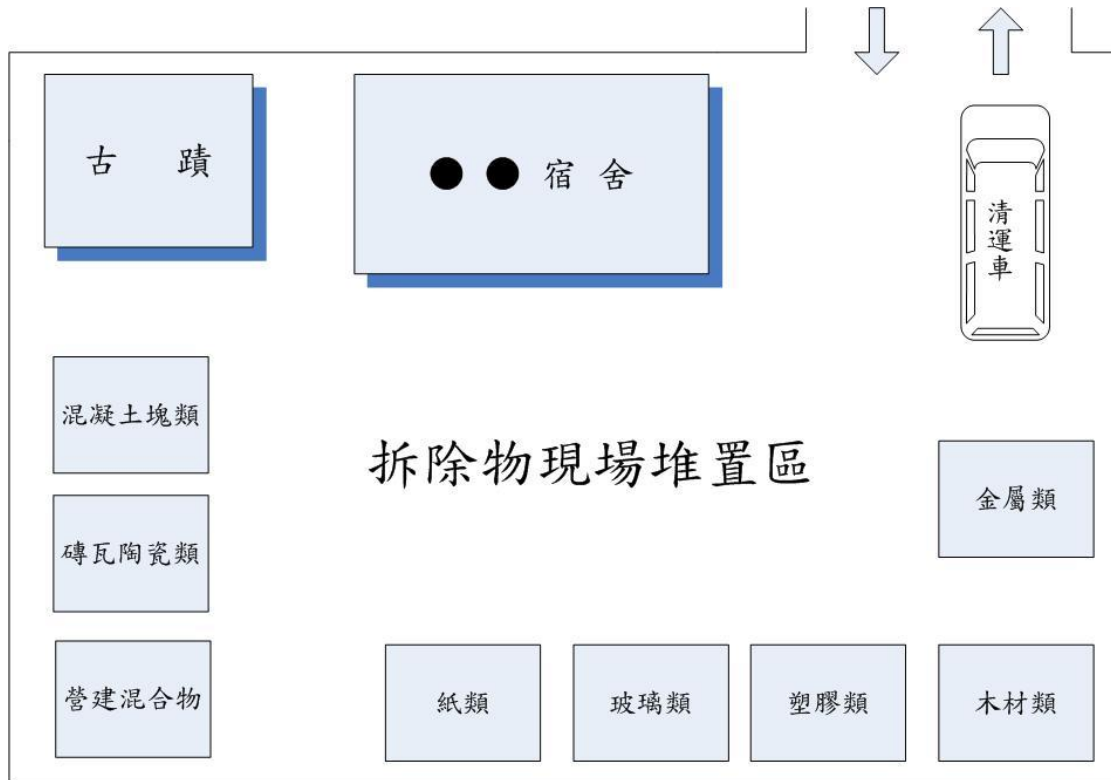 古蹟
●●宿舍
清運車
混凝土塊類
拆除物現場堆置區
金屬類
磚瓦陶瓷類
營建混合物
紙類
玻璃類
塑膠類
木材類